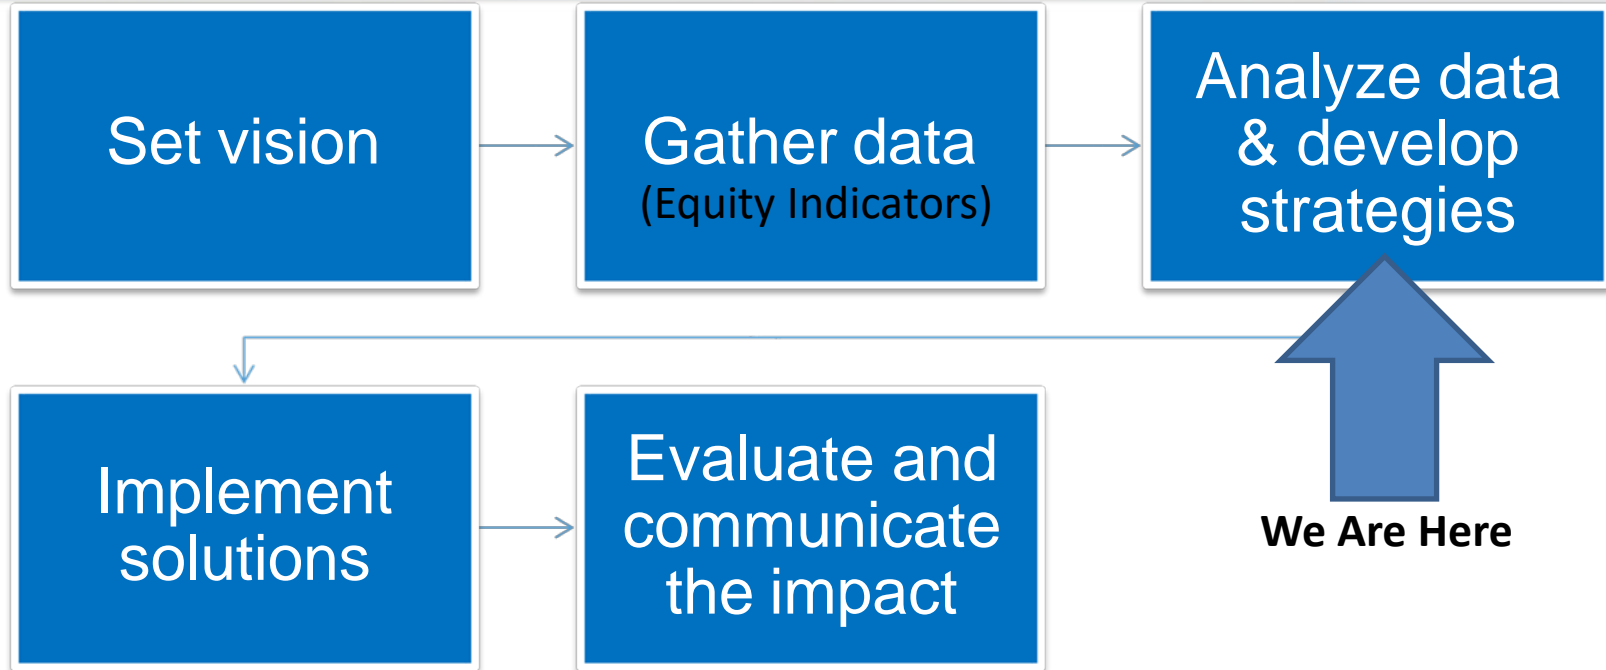 Set vision
Gather data
(Equity Indicators)
Analyze data
& develop
strategies
Implement
solutions
Evaluate and
communicate
the impact
We Are Here